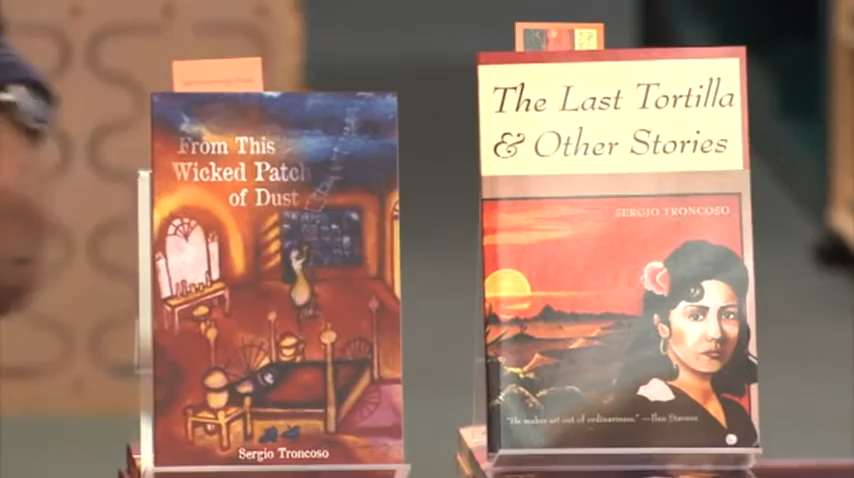 From This
Wicked Patch
of Dust
Sergio Troncoso
The Last Tortilla
& Other Stories
SERGIO TRONCOSO
"He makes art out of ordinariness." —Ilan Stavans